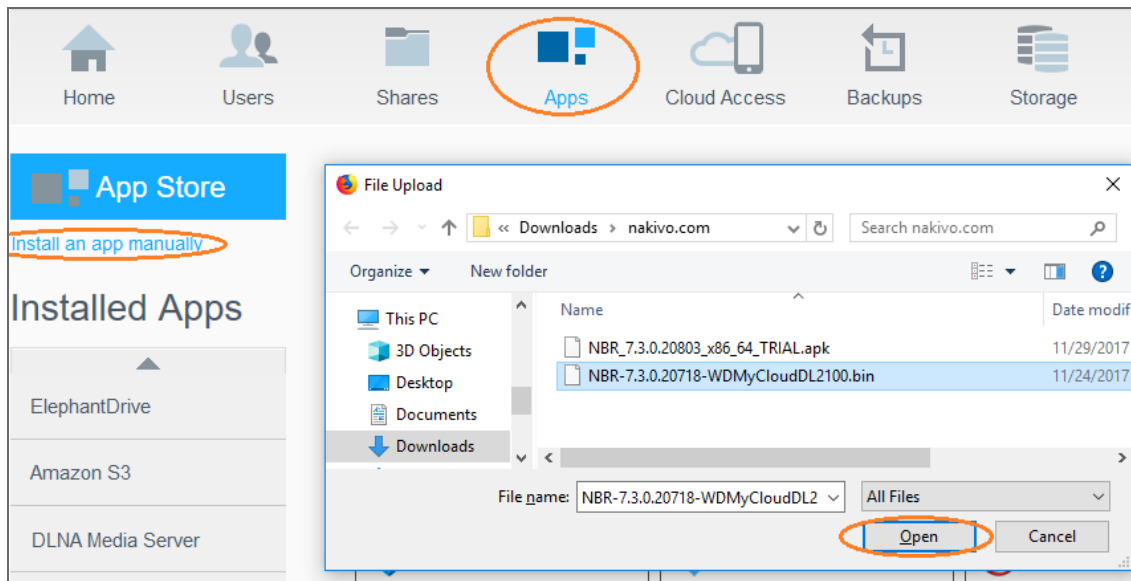 Home Users Shares Apps Cloud Access Backups Storage
App Store
Install an app manually
Installed Apps
ElephantDrive
Amazon S3
DLNA Media Server
File Upload
« Downloads › nakivo.com
Search nakivo.com
Organize New folder
This PC
3D Objects
Desktop
Documents
Downloads
Name Date modif
NBR_7.3.0.20803_x86_64_TRIAL.apk 11/29/2017
NBR-7.3.0.20718-WDMyCloudDL2100.bin 11/24/2017
File name: NBR-7.3.0.20718-WDMyCloudDL2 All Files
Open Cancel